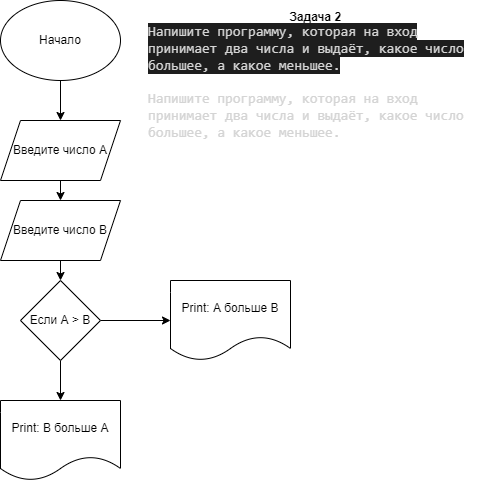 Задача 2
Напишите программу, которая на вход
принимает два числа и выдаёт, какое число
большее, а какое меньшее.
Напишите программу, которая на вход
принимает два числа и выдаёт, какое число
большее, а какое меньшее.
Начало
Введите число А
Введите число В
Если А > В
Print: А больше В
Print: В больше А